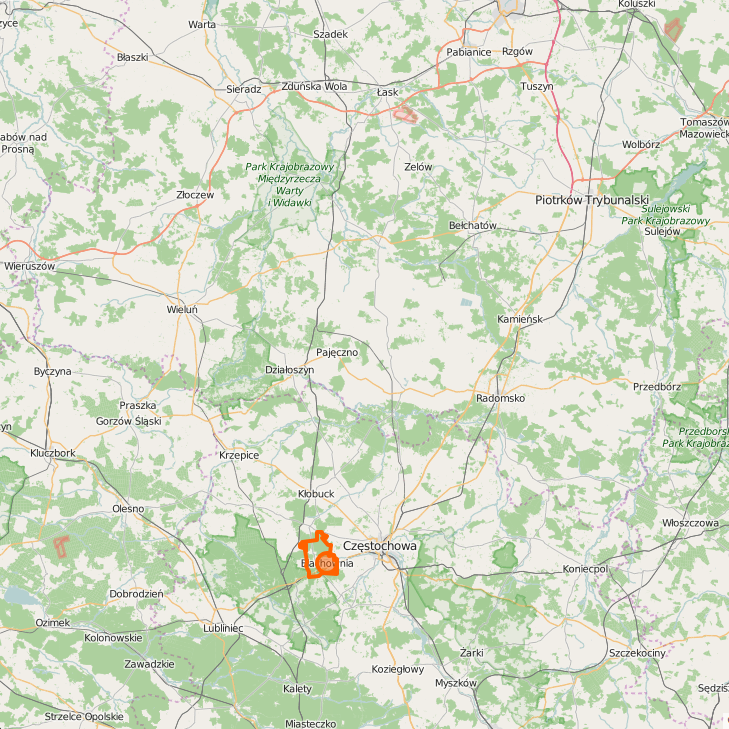 Koluszki
Warta
Szadek
Pabianice
Rzgów
Błaszki
Sieradz
Zduńska Wola
Łask
Tuszyn
Tomaszów
Mazowiecki
abów nad
Prosną
Wolbórz
Park Krajobrazowy
Międzyrzecza
Warty
i Widawki
Zelów
Złoczew
Piotrków Trybunalski
Sulejowski
Park Krajobrazowy
Sulejów
Bełchatów
Wieruszów
Wieluń
Kamieńsk
Pajęczno
Działoszyn
Byczyna
Przedbórz
Radomsko
Praszka
Gorzów Śląski
Przedborsk
Park Krajobraz
Kluczbork
Krzepice
Kłobuck
Olesno
Włoszczowa
Częstochowa
Blachownia
Koniecpol
Dobrodzień
Ozimek
Lubliniec
Kolonowskie
Zawadzkie
Żarki
Szczekociny
Koziegłowy
Myszków
Kalety
Sędzis
Strzelce Opolskie
Miasteczko